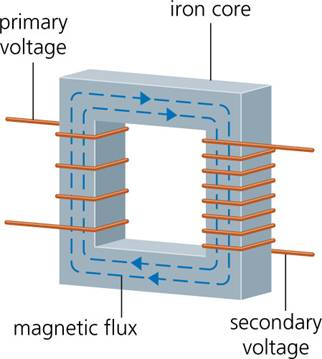 iron core
primary
voltage
magnetic flux
secondary
voltage